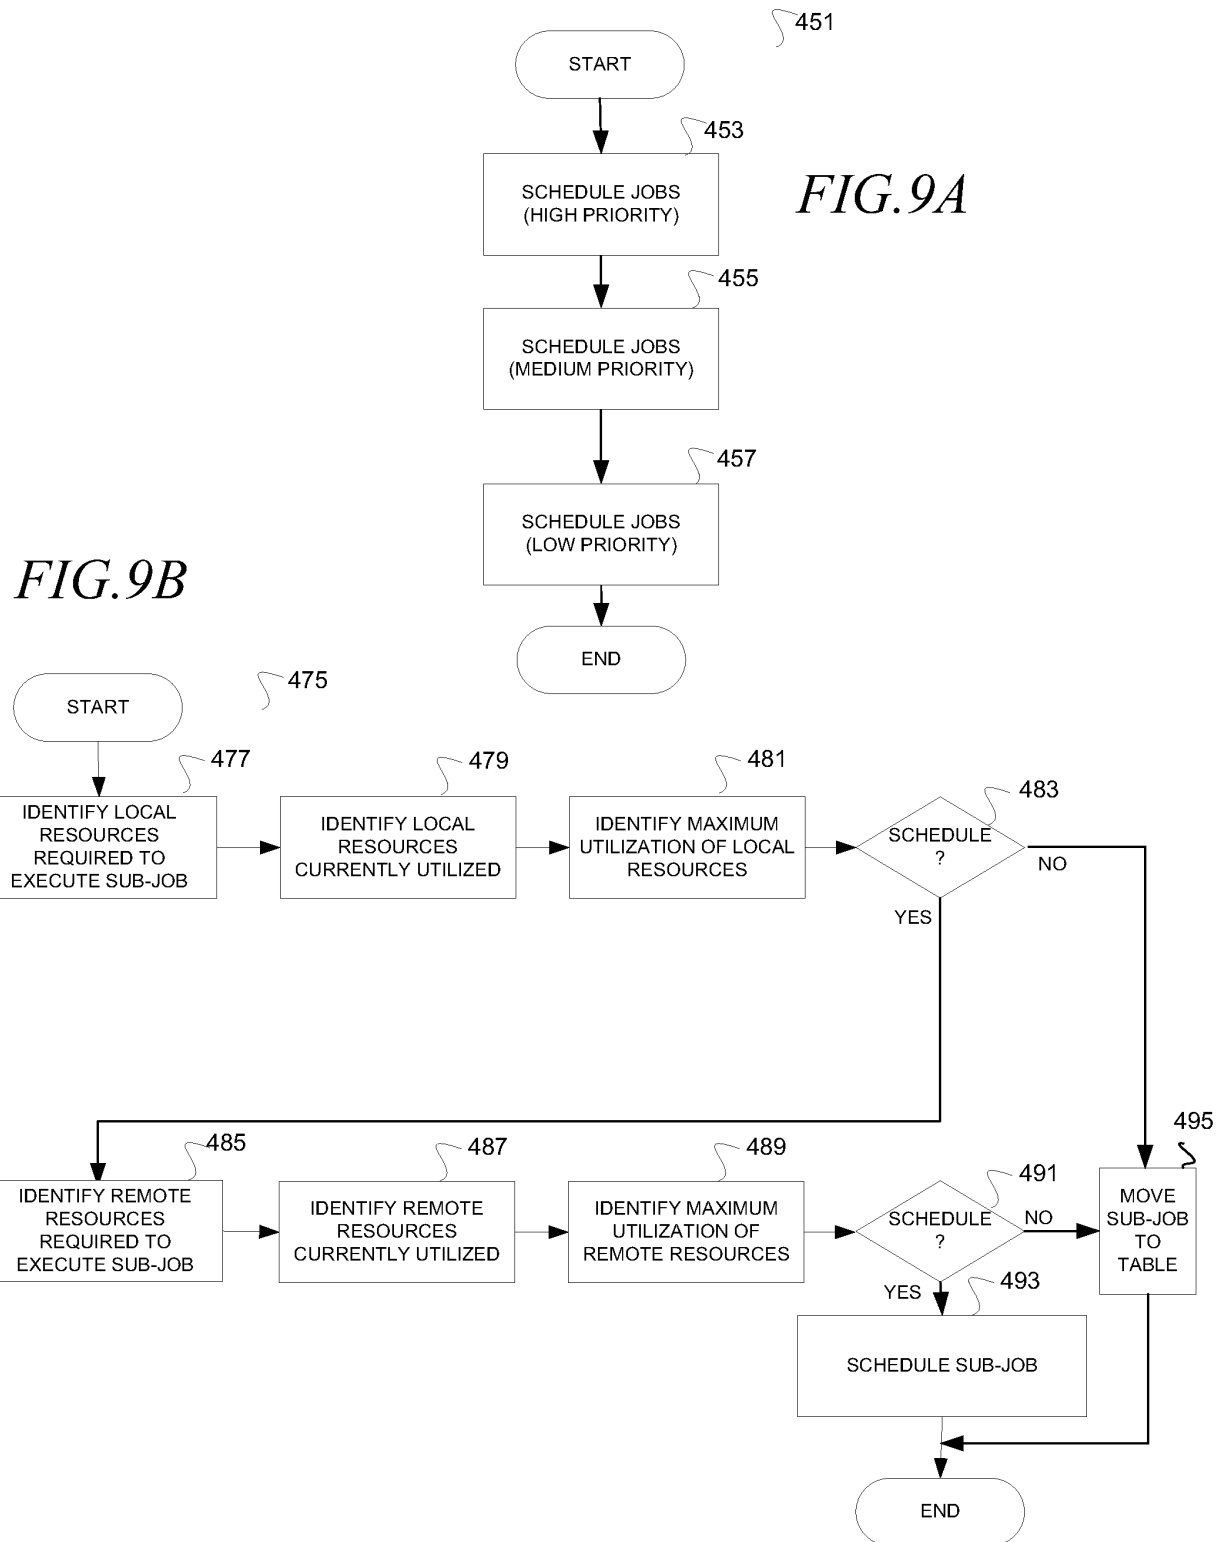 451
START
453
SCHEDULE JOBS
(HIGH PRIORITY)
FIG.9A
455
SCHEDULE JOBS
(MEDIUM PRIORITY)
457
SCHEDULE JOBS
(LOW PRIORITY)
END
FIG.9B
475
START
477
IDENTIFY LOCAL
RESOURCES
REQUIRED TO
EXECUTE SUB-JOB
479
IDENTIFY LOCAL
RESOURCES
CURRENTLY UTILIZED
481
IDENTIFY MAXIMUM
UTILIZATION OF LOCAL
RESOURCES
483
SCHEDULE
?
NO
YES
485
IDENTIFY REMOTE
RESOURCES
REQUIRED TO
EXECUTE SUB-JOB
487
IDENTIFY REMOTE
RESOURCES
CURRENTLY UTILIZED
489
IDENTIFY MAXIMUM
UTILIZATION OF
REMOTE RESOURCES
491
SCHEDULE
?
NO
YES
495
MOVE
SUB-JOB
TO
TABLE
493
SCHEDULE SUB-JOB
END